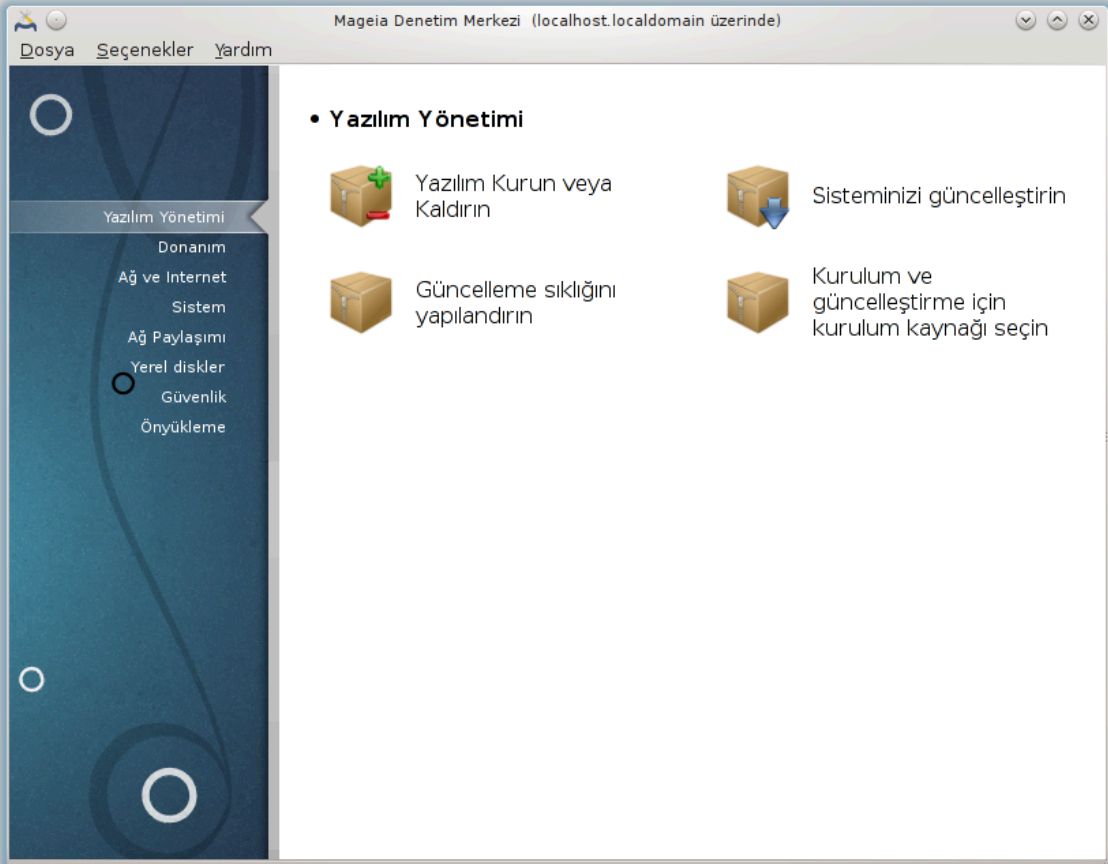 Mageia Denetim Merkezi (localhost.localdomain üzerinde)
Dosya Seçenekler Yardım
Yazılım Yönetimi
Donanım
Ağ ve Internet
Sistem
Ağ Paylaşımı
Yerel diskler
Güvenlik
Önyükleme
• Yazılım Yönetimi
Yazılım Kurun veya
Kaldırın
Sisteminizi güncelleştirin
Güncelleme sıklığını
yapılandırın
Kurulum ve
güncelleştirme için
kurulum kaynağı seçin